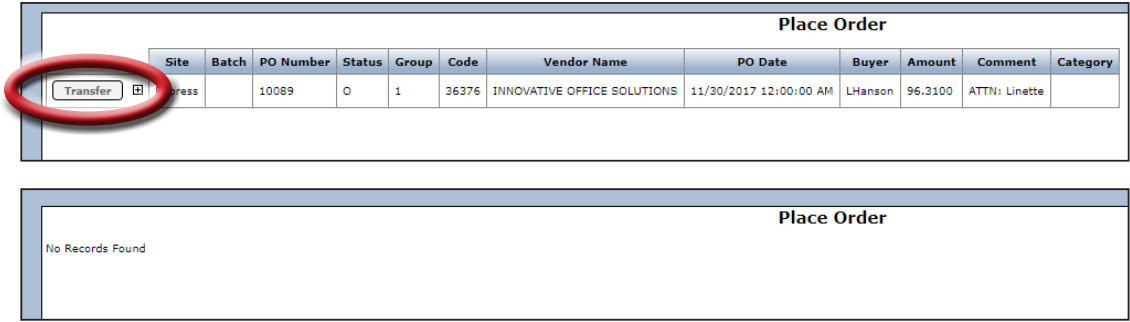 Place Order
Site Batch PO Number Status Group Code Vendor Name PO Date Buyer Amount Comment Category
Transfer 10089 O 1 36376 INNOVATIVE OFFICE SOLUTIONS 11/30/2017 12:00:00 AM LHanson 96.3100 ATTN: Linette
Place Order
No Records Found